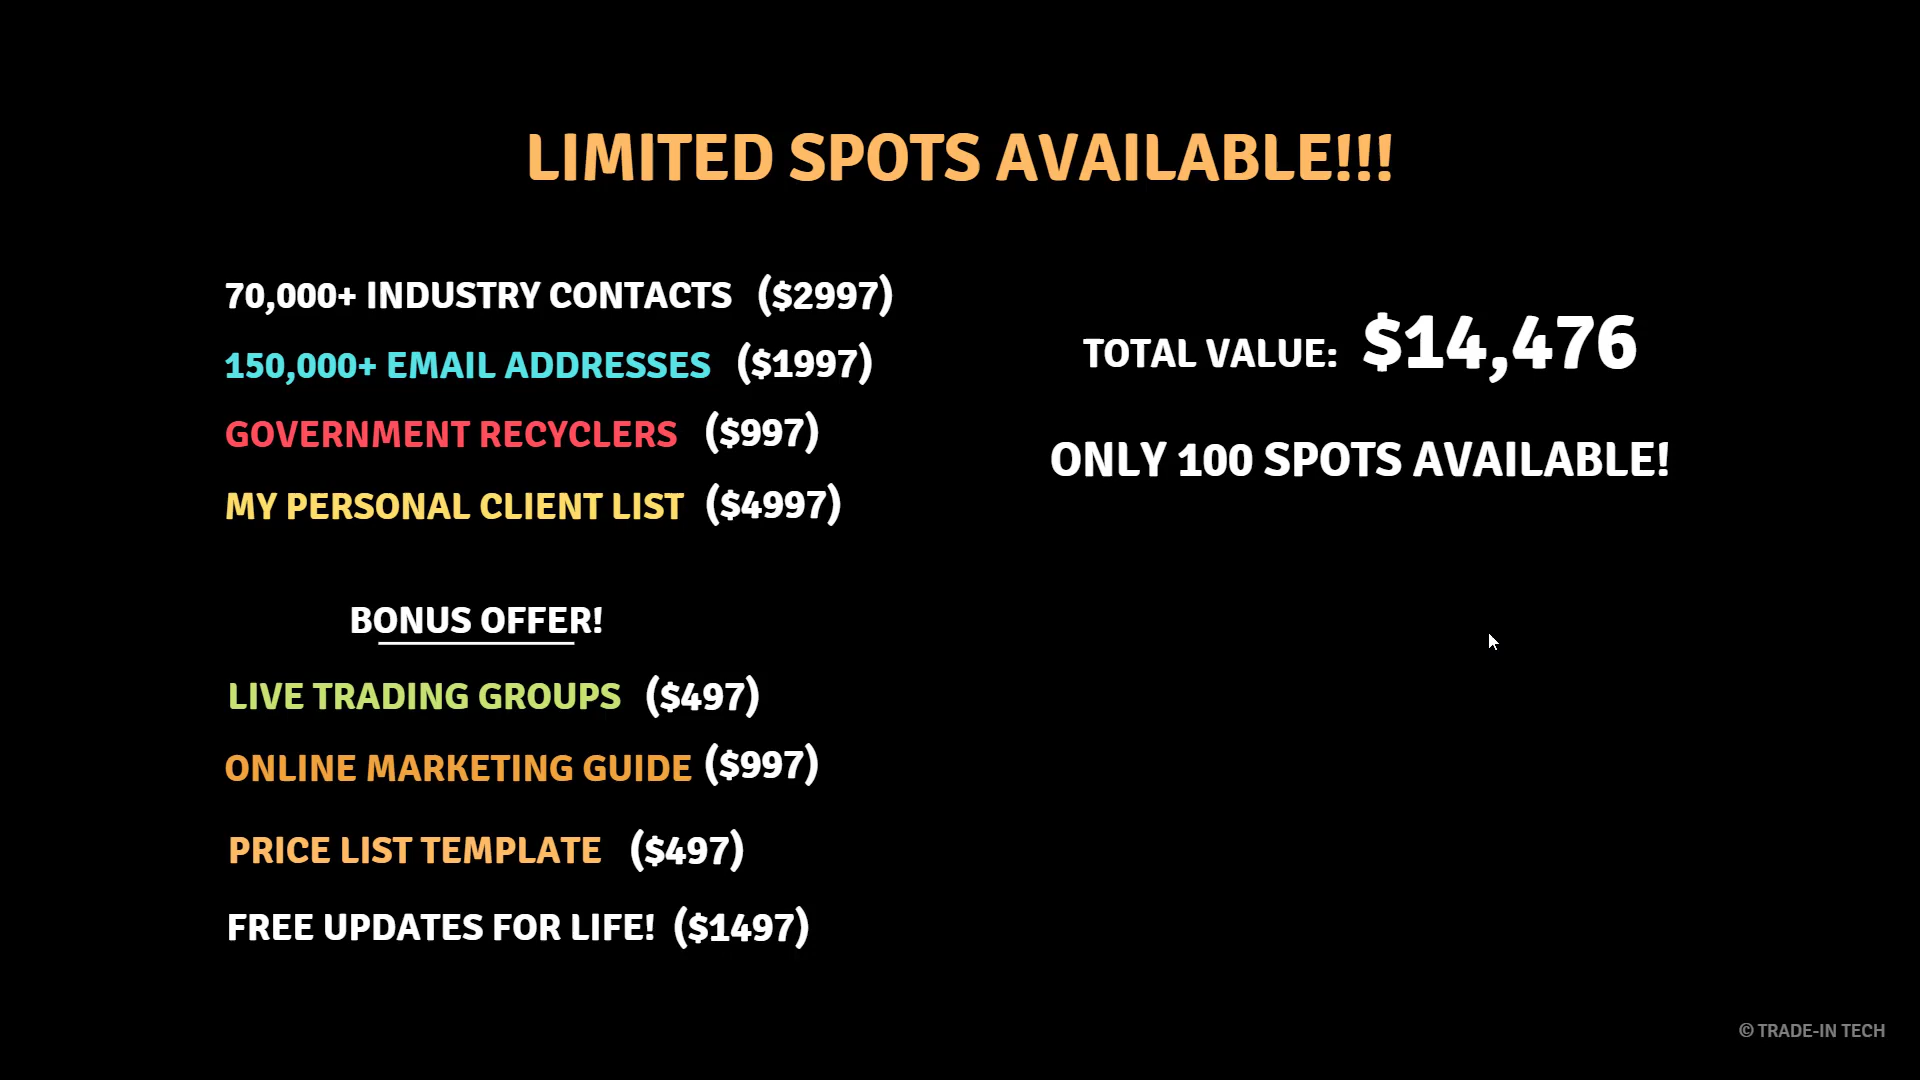 LIMITED SPOTS AVAILABLE!!!
70,000+ INDUSTRY CONTACTS ($2997)
150,000+ EMAIL ADDRESSES ($1997)
GOVERNMENT RECYCLERS ($997)
MY PERSONAL CLIENT LIST ($4997)
BONUS OFFER!
LIVE TRADING GROUPS ($497)
ONLINE MARKETING GUIDE ($997)
PRICE LIST TEMPLATE ($497)
FREE UPDATES FOR LIFE! ($1497)
TOTAL VALUE: $14,476
ONLY 100 SPOTS AVAILABLE!
© TRADE-IN TECH